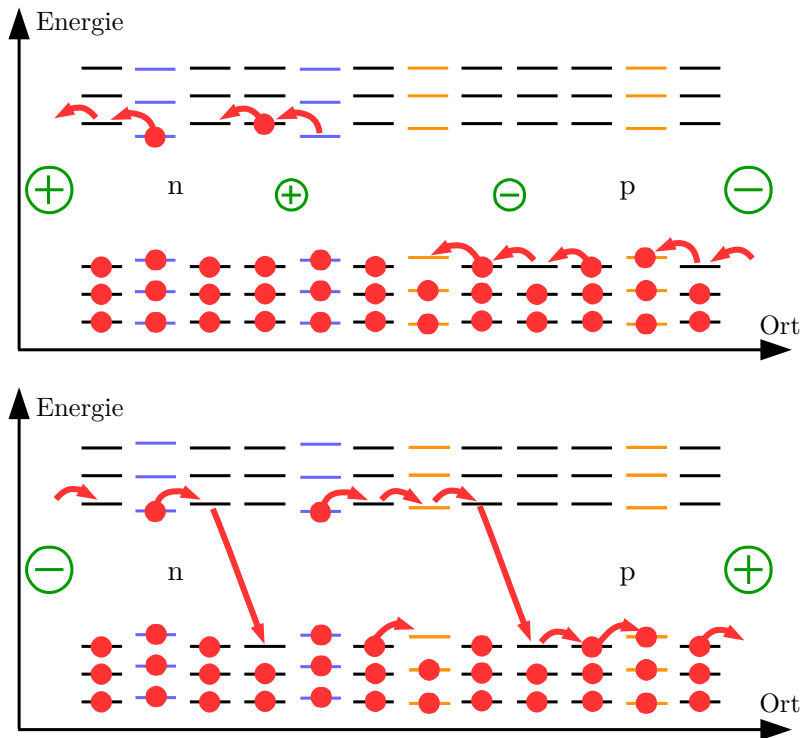 Energie
+ n + − p −
Ort
Energie
− n p +
Ort